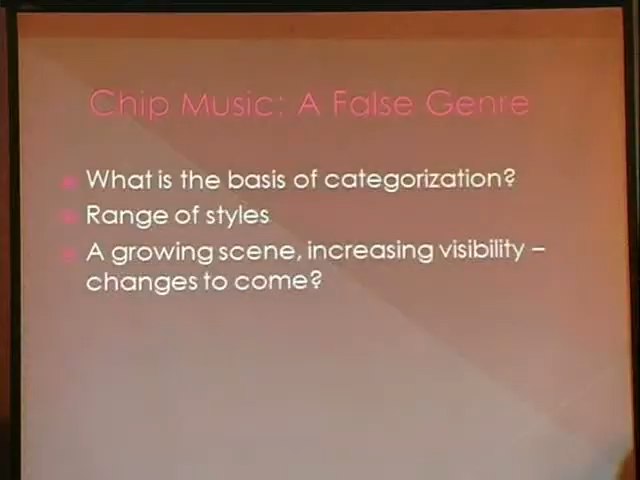 Chip Music: A False Genre
What is the basis of categorization?
Range of styles
A growing scene, increasing visibility –
changes to come?